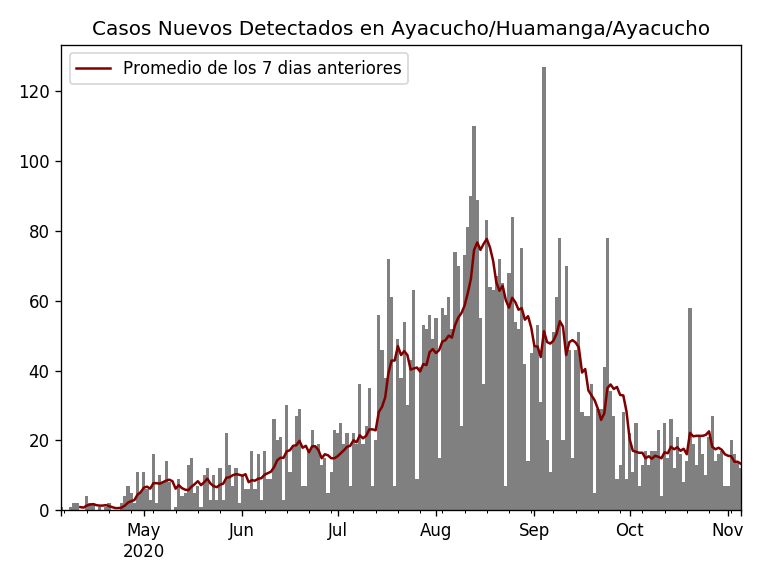 Casos Nuevos Detectados en Ayacucho/Huamanga/Ayacucho
Promedio de los 7 dias anteriores
120
100
80
60
40
20
0
May Jun Jul Aug Sep Oct Nov
2020